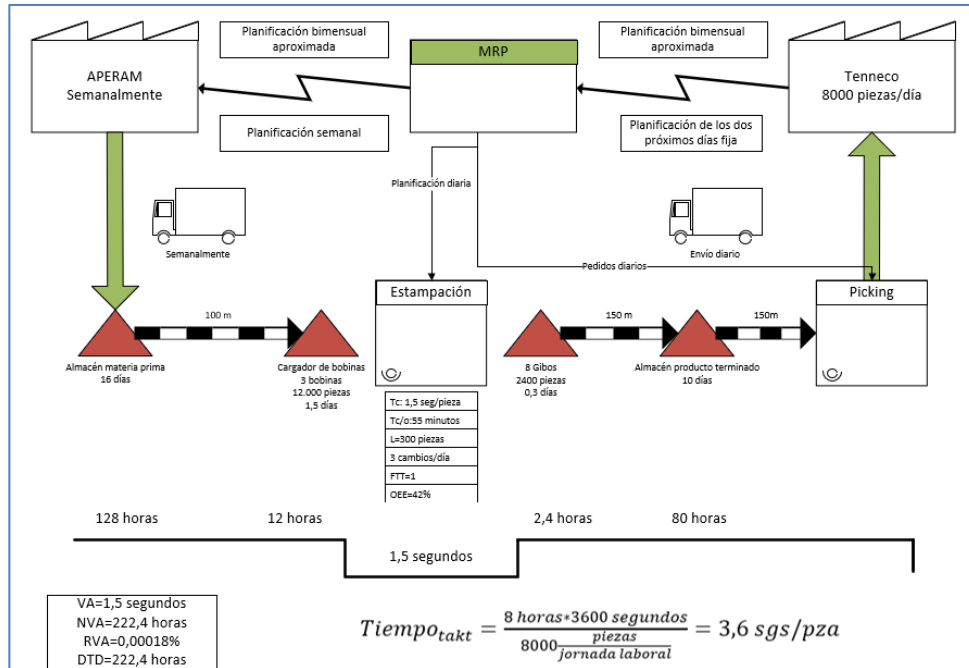 Planificación bimensual
aproximada
MRP
Planificación bimensual
aproximada
APERAM
Semanalmente
Tenneco
8000 piezas/día
Planificación semanal
Planificación de los dos
próximos días fija
Planificación diaria
Semanalmente
Envío diario
Pedidos diarios
Estampación
Picking
100 m
150 m
150m
Almacén materia prima
16 días
Cargador de bobinas
3 bobinas
12.000 piezas
1,5 días
8 Gibos
2400 piezas
0,3 días
Almacén producto terminado
10 días
Tc: 1,5 seg/pieza
Tc/o:55 minutos
L=300 piezas
3 cambios/día
FTT=1
OEE=42%
128 horas
12 horas
2,4 horas
80 horas
1,5 segundos
VA=1,5 segundos
NVA=222,4 horas
RVA=0,00018%
DTD=222,4 horas
8 horas*3600 segundos
Tiempo takt = = 3,6 sgs/pza
8000 piezas
jornada laboral